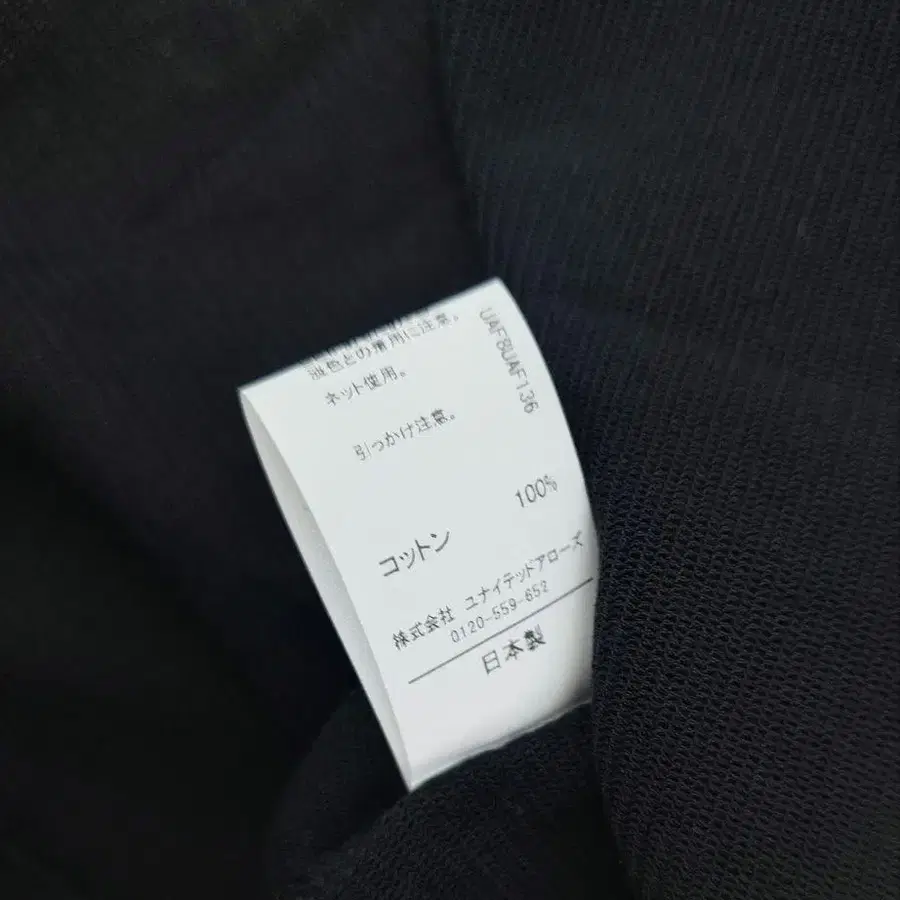 淡色との着用に注意。
ネット使用。
引っかけ注意。
UAF8UAF136
コットン 100%
株式会社 ユナイテッドアローズ
0120-559-652
日本製